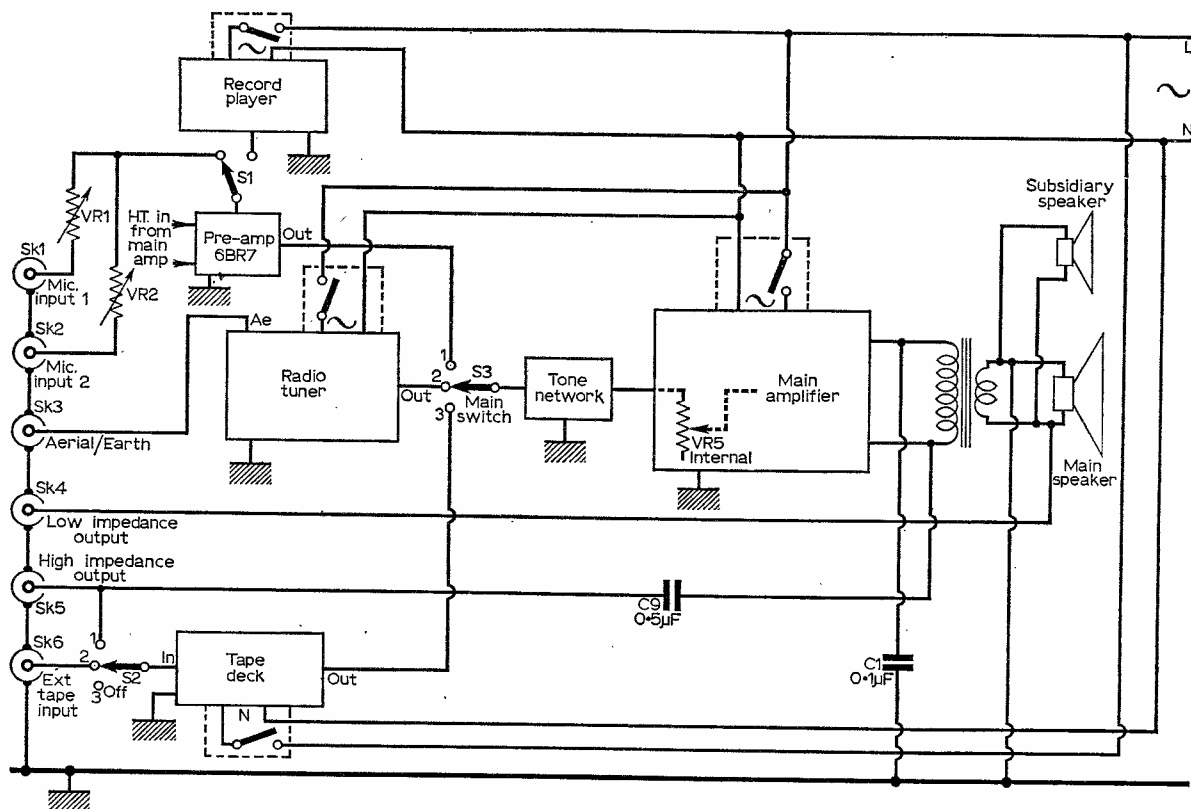 Record
player
L
N
S1
VR1
H.T. in
from
main
amp
Pre-amp
6BR7
Out
Sk1
Mic.
input 1
VR2
Sk2
Mic.
input 2
Ae
Radio
tuner
Out
1
2
3
S3
Main
switch
Tone
network
Main
amplifier
VR5
Internal
Subsidiary
speaker
Main
speaker
Sk3
Aerial/Earth
Sk4
Low impedance
output
High impedance
output
Sk5
C9
0·5µF
C1
0·1µF
Sk6
Ext
tape
input
1
2
3
Off
S2
In
Tape
deck
Out
N